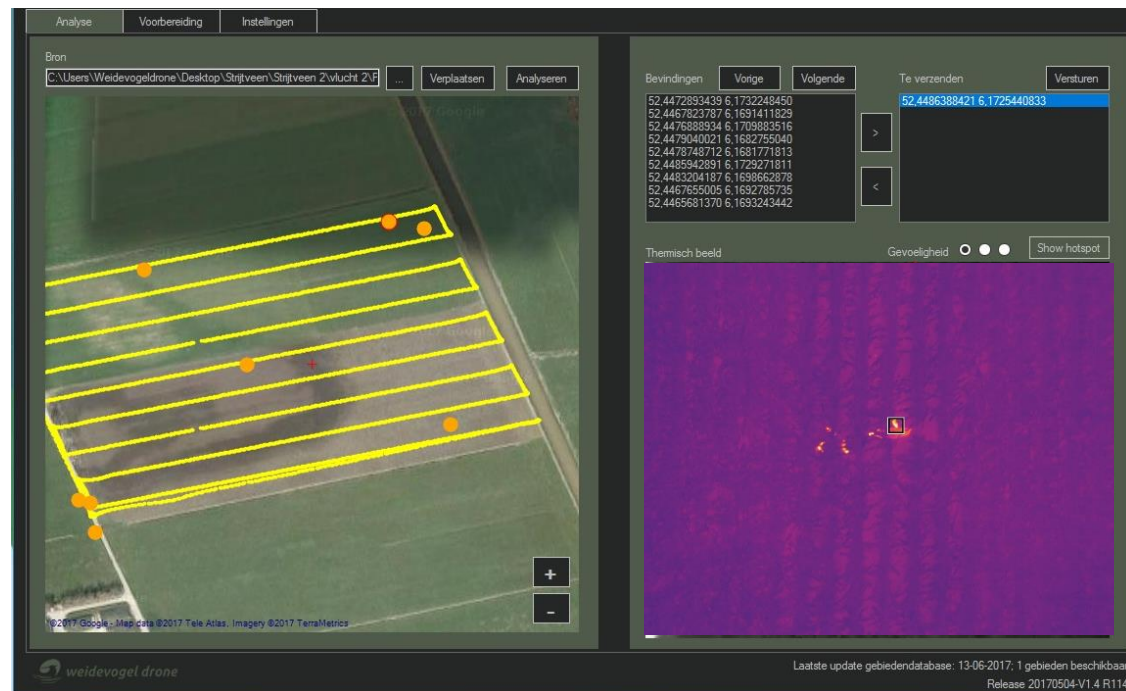 Analyse Voorbereiding Instellingen
Bron
C:\Users\Weidevogeldrone\Desktop\Strijtveen\Strijtveen 2\vlucht 2\F ... Verplaatsen Analyseren
©2017 Google - Map data ©2017 Tele Atlas, Imagery ©2017 TerraMetrics
+
-
Bevindingen Vorige Volgende
52,4472893439 6,1732248450
52,4467823787 6,1691411829
52,4476888934 6,1709883516
52,4479040021 6,1682755040
52,4478748712 6,1681771813
52,4485942891 6,1729271811
52,4483204187 6,1698662878
52,4467655005 6,1692785735
52,4465681370 6,1693243442
>
<
Te verzenden Versturen
52,4486388421 6,1725440833
Thermisch beeld Gevoeligheid Show hotspot
weidevogel drone
Laatste update gebiedendatabase: 13-06-2017; 1 gebieden beschikbaar
Release 20170504-V1.4 R114